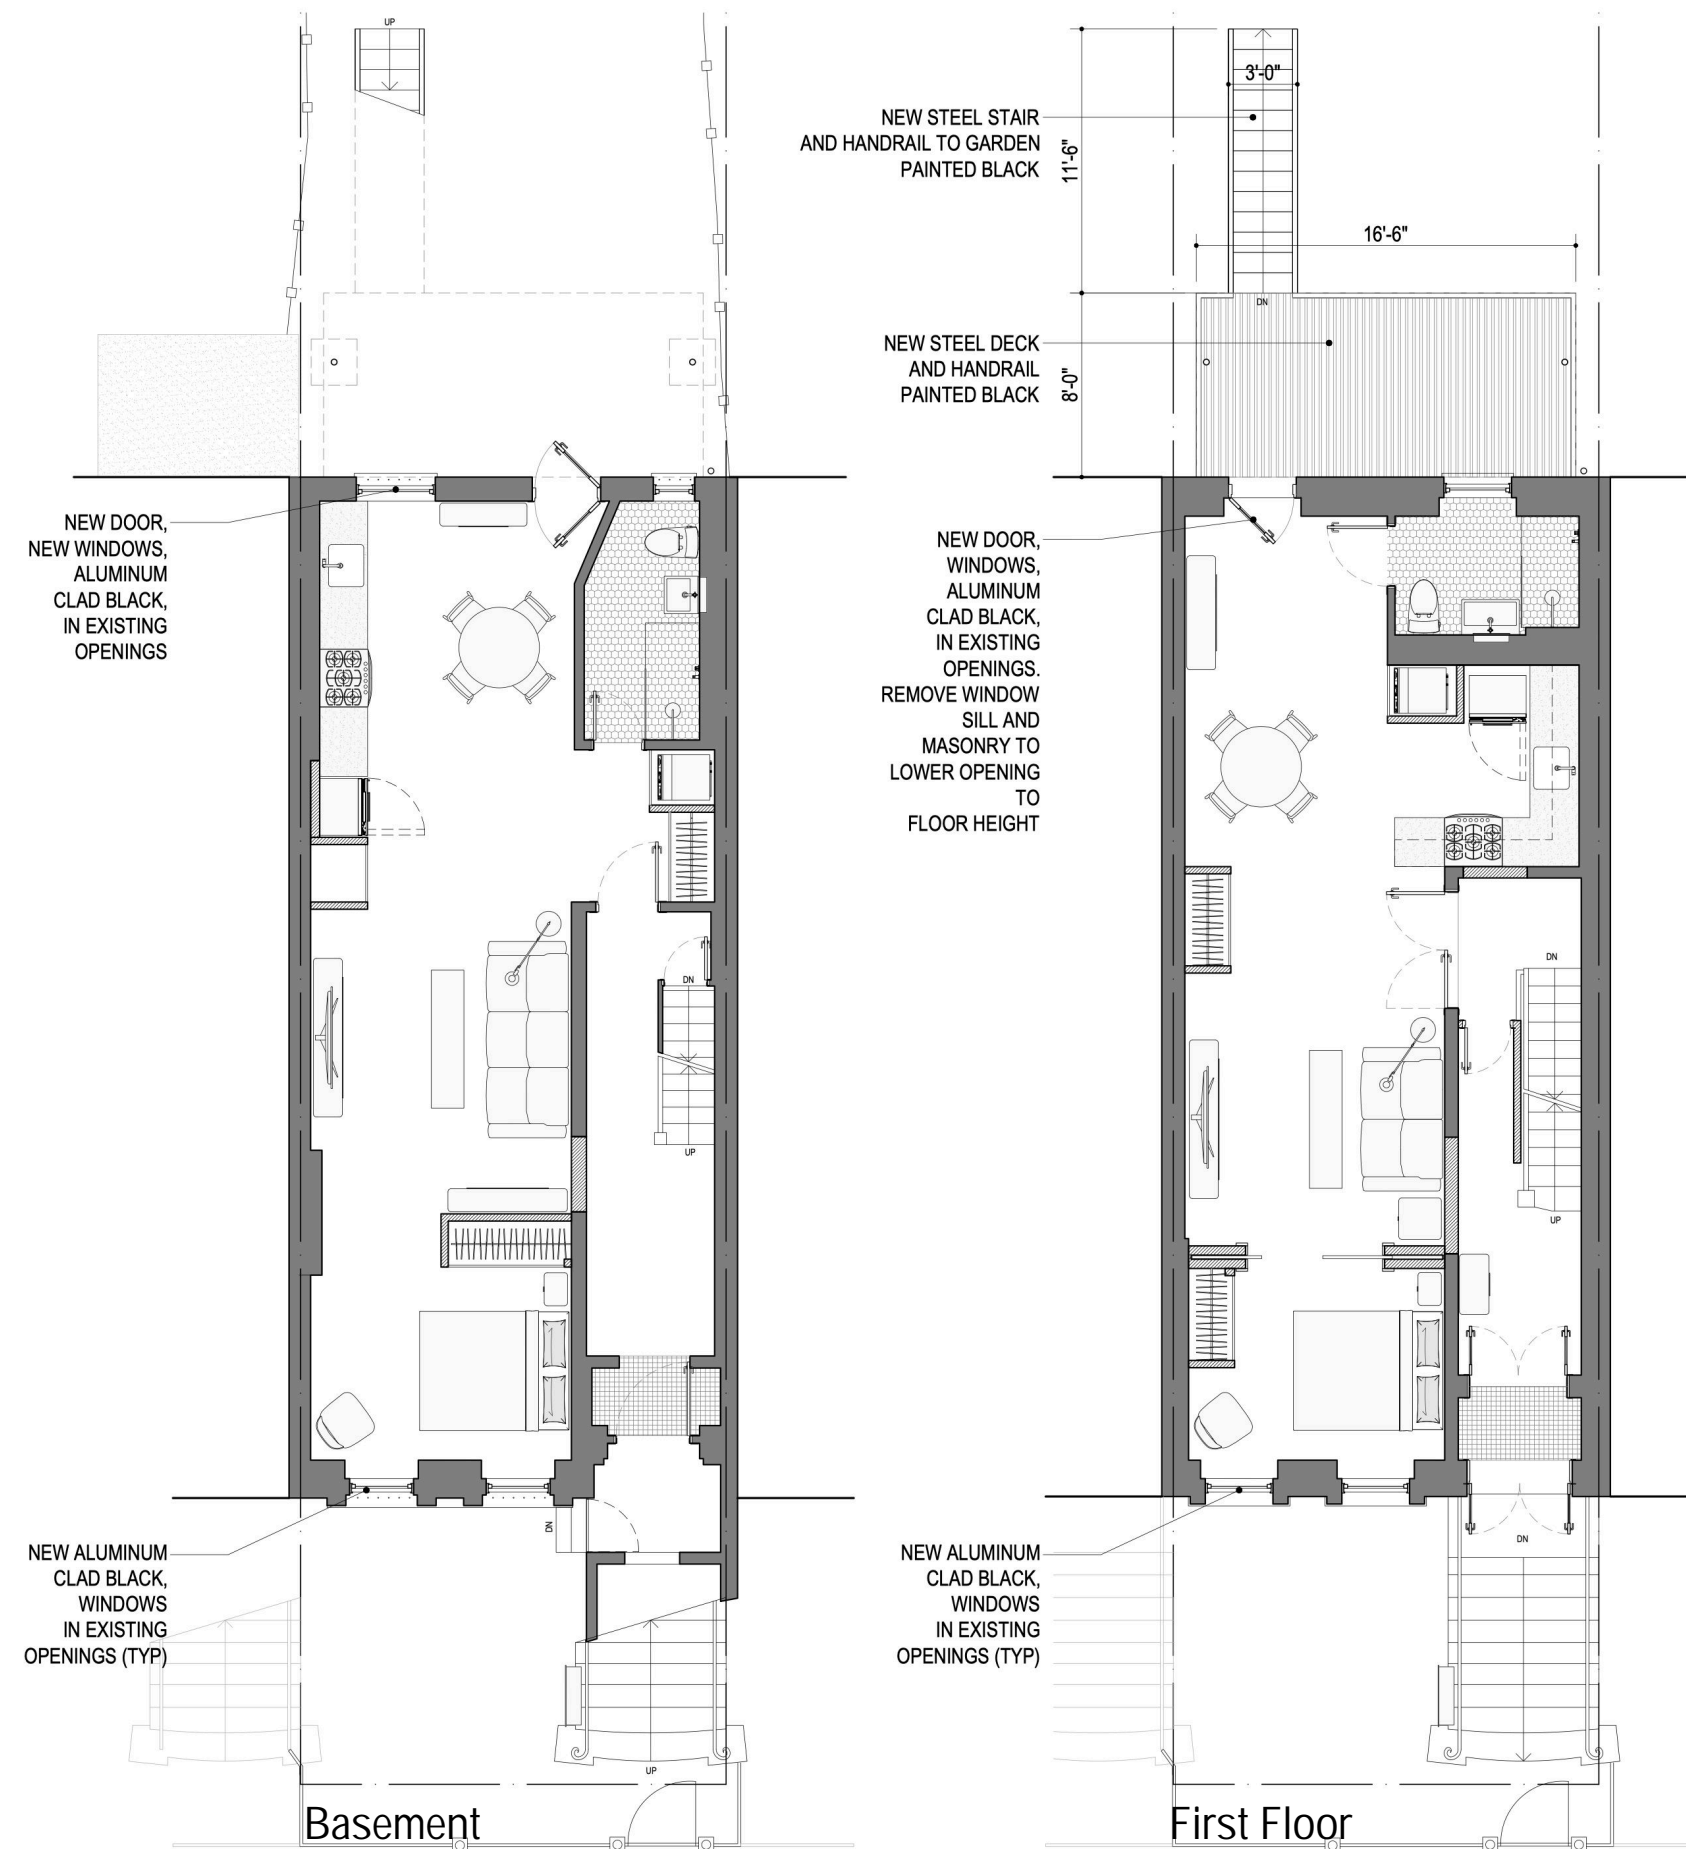 UP
NEW DOOR,
NEW WINDOWS,
ALUMINUM
CLAD BLACK,
IN EXISTING
OPENINGS
DN
UP
DN
NEW ALUMINUM
CLAD BLACK,
WINDOWS
IN EXISTING
OPENINGS (TYP)
UP
Basement
3'-0"
NEW STEEL STAIR
AND HANDRAIL TO GARDEN
PAINTED BLACK
11'-6"
16'-6"
DN
NEW STEEL DECK
AND HANDRAIL
PAINTED BLACK
8'-0"
NEW DOOR,
WINDOWS,
ALUMINUM
CLAD BLACK,
IN EXISTING
OPENINGS.
REMOVE WINDOW
SILL AND
MASONRY TO
LOWER OPENING
TO
FLOOR HEIGHT
DN
UP
DN
NEW ALUMINUM
CLAD BLACK,
WINDOWS
IN EXISTING
OPENINGS (TYP)
First Floor